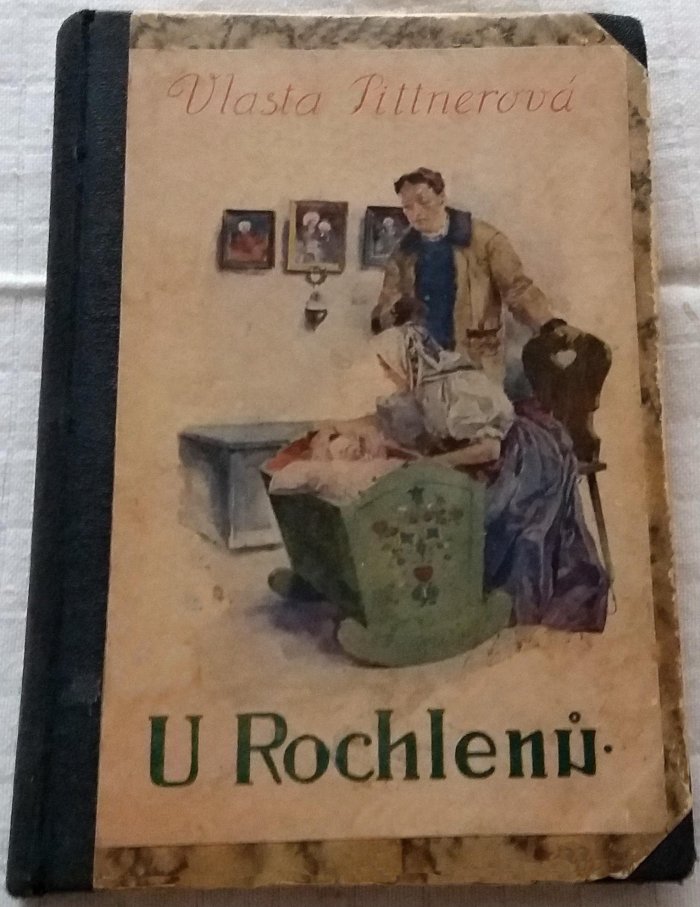 Vlasta Pittnerová
U Rochlenů.